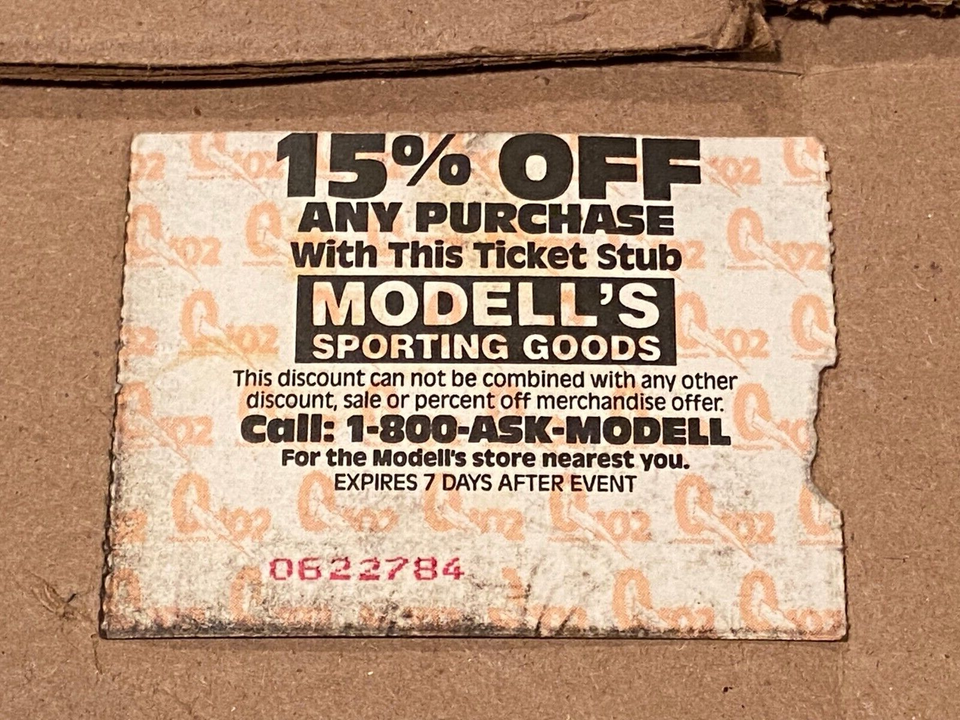 15% OFF
ANY PURCHASE
With This Ticket Stub
MODELL'S
SPORTING GOODS
This discount can not be combined with any other
discount, sale or percent off merchandise offer.
Call: 1-800-ASK-MODELL
For the Modell's store nearest you.
EXPIRES 7 DAYS AFTER EVENT
0622784